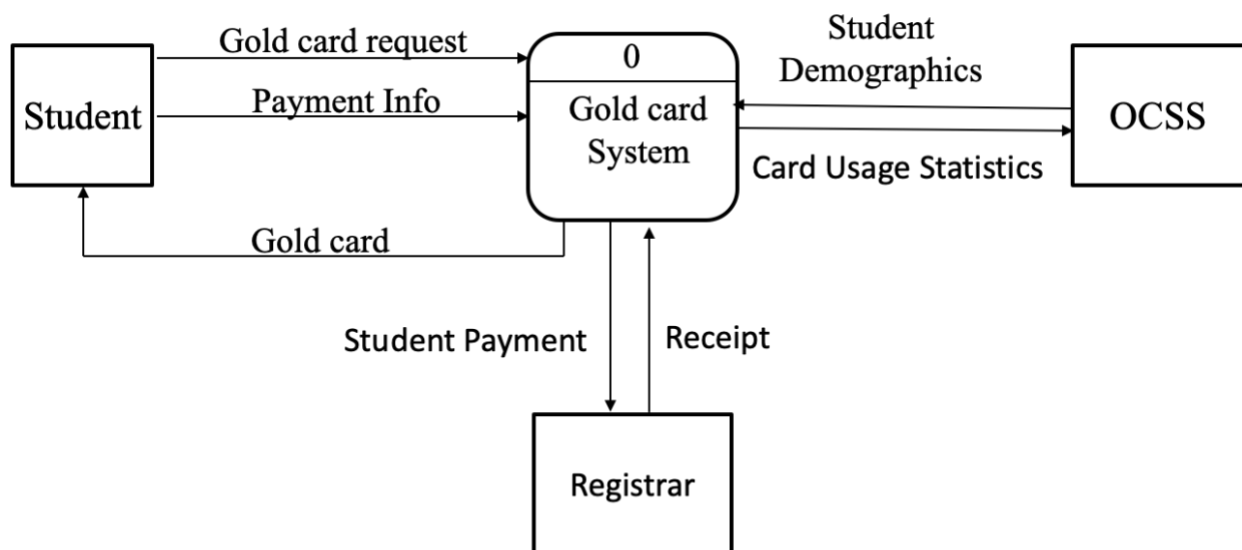 Gold card request
Payment Info
Student
0
Gold card
System
Student
Demographics
Card Usage Statistics
OCSS
Gold card
Student Payment
Receipt
Registrar